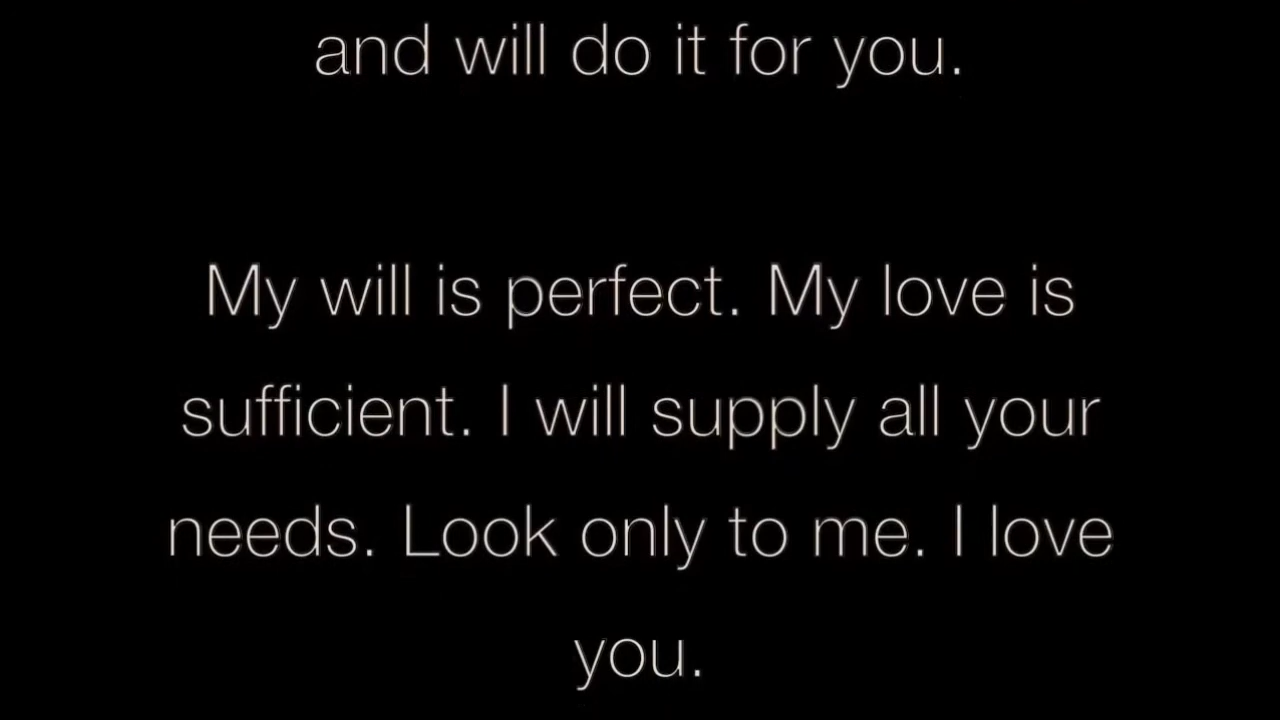 and will do it for you.
My will is perfect. My love is
sufficient. I will supply all your
needs. Look only to me. I love
you.